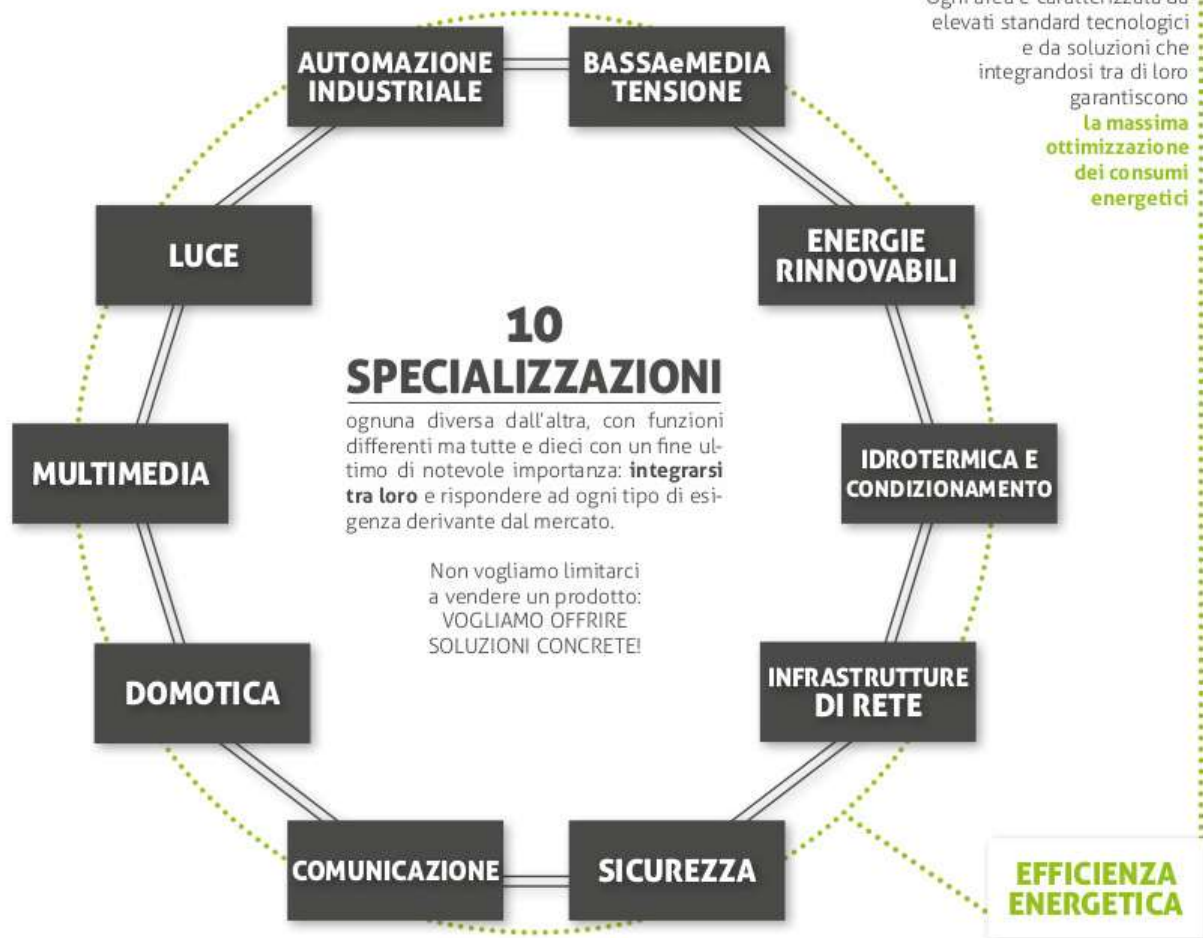 Ogni area è caratterizzata da
elevati standard tecnologici
e da soluzioni che
integrandosi tra di loro
garantiscono
la massima
ottimizzazione
dei consumi
energetici
AUTOMAZIONE
INDUSTRIALE
BASSAeMEDIA
TENSIONE
LUCE
ENERGIE
RINNOVABILI
10
SPECIALIZZAZIONI
ognuna diversa dall'altra, con funzioni
differenti ma tutte e dieci con un fine ul-
timo di notevole importanza: integrarsi
tra loro e rispondere ad ogni tipo di esi-
genza derivante dal mercato.
MULTIMEDIA
IDROTERMICA E
CONDIZIONAMENTO
Non vogliamo limitarci
a vendere un prodotto:
VOGLIAMO OFFRIRE
SOLUZIONI CONCRETE!
DOMOTICA
INFRASTRUTTURE
DI RETE
COMUNICAZIONE
SICUREZZA
EFFICIENZA
ENERGETICA